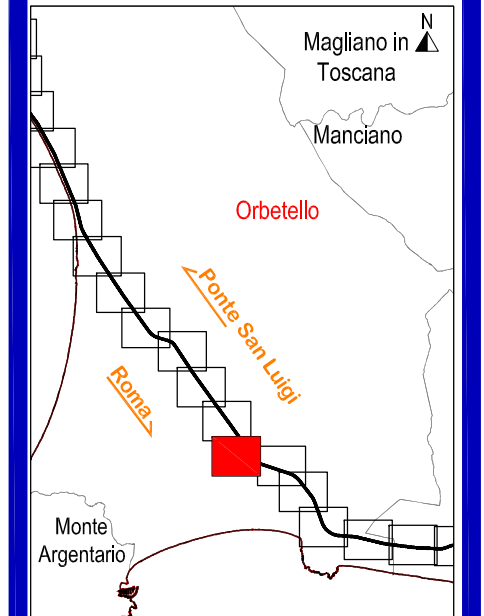 N
Magliano in
Toscana
Manciano
Orbetello
Ponte San Luigi
Roma
Monte
Argentario